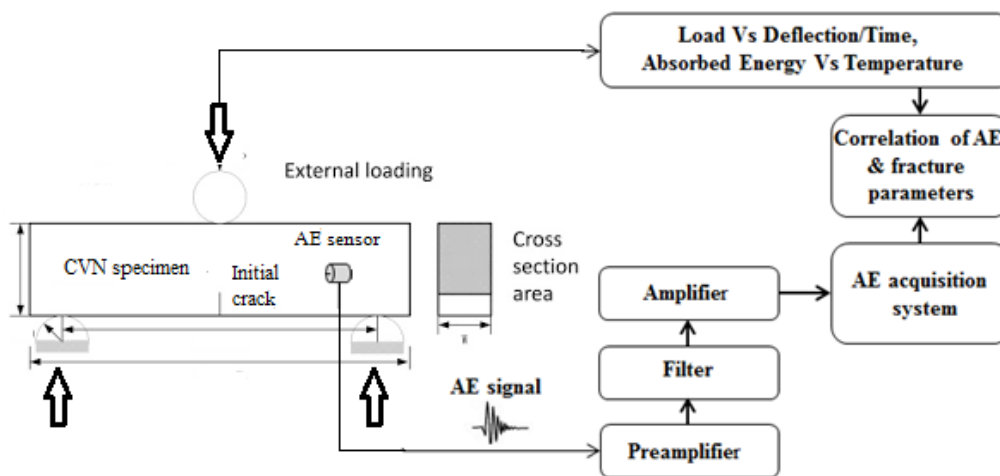 Load Vs Deflection/Time,
Absorbed Energy Vs Temperature
Correlation of AE
& fracture
parameters
External loading
AE sensor
CVN specimen
Initial
crack
Cross
section
area
Amplifier
AE acquisition
system
Filter
AE signal
Preamplifier